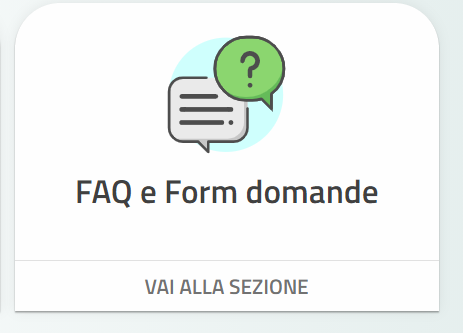 FAQ e Form domande
VAI ALLA SEZIONE